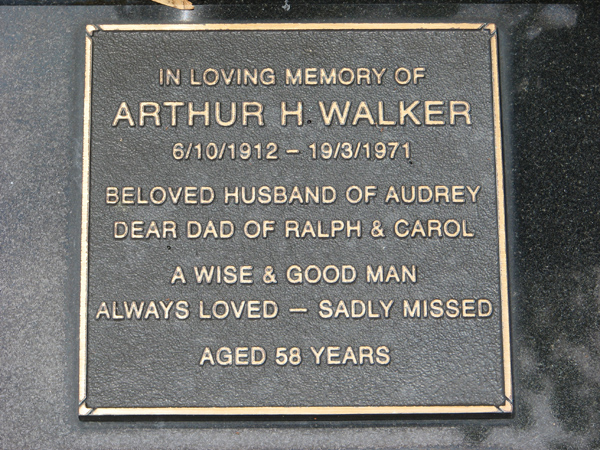 IN LOVING MEMORY OF
ARTHUR H. WALKER
6/10/1912 – 19/3/1971
BELOVED HUSBAND OF AUDREY
DEAR DAD OF RALPH & CAROL
A WISE & GOOD MAN
ALWAYS LOVED – SADLY MISSED
AGED 58 YEARS